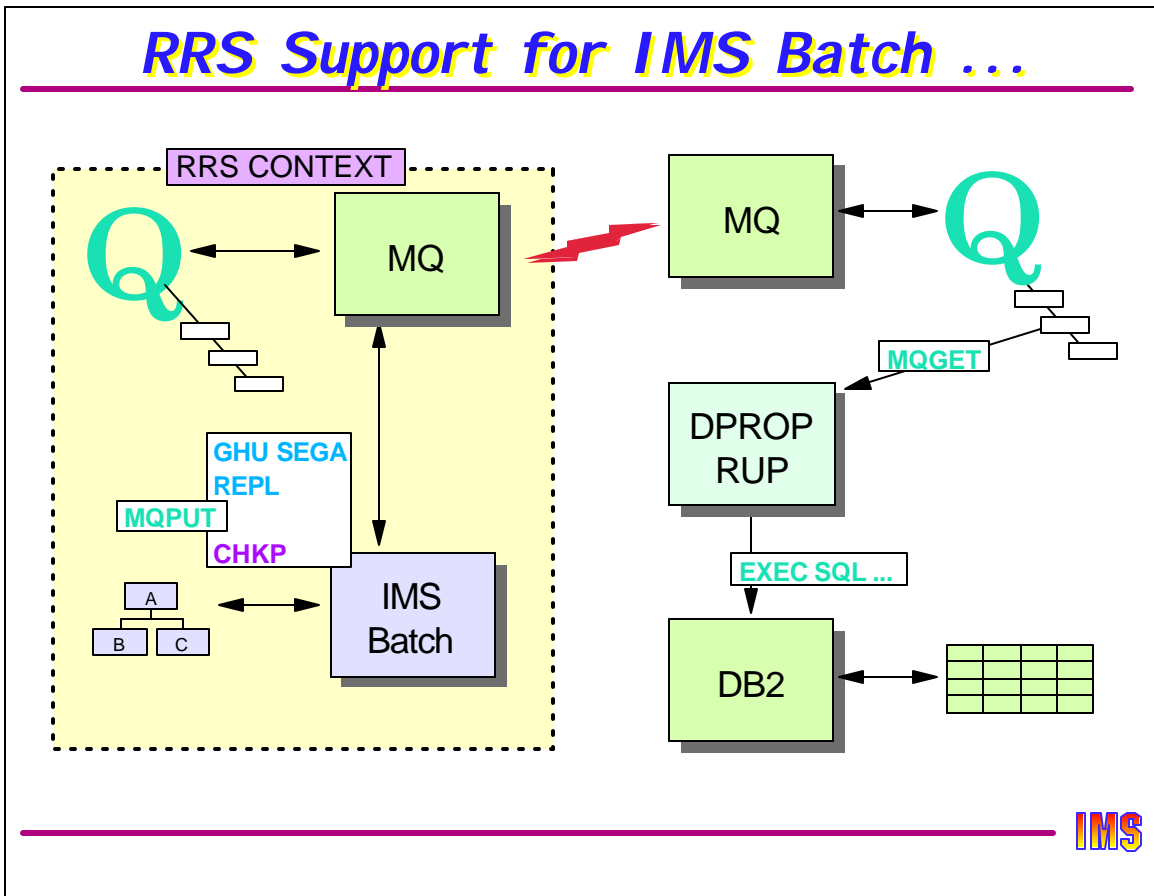 RRS Support for IMS Batch ...
RRS CONTEXT
Q
MQ
MQ
Q
MQGET
DPROP
RUP
GHU SEGA
REPL
MQPUT
CHKP
EXEC SQL ...
IMS
Batch
A
B
C
DB2
IMS